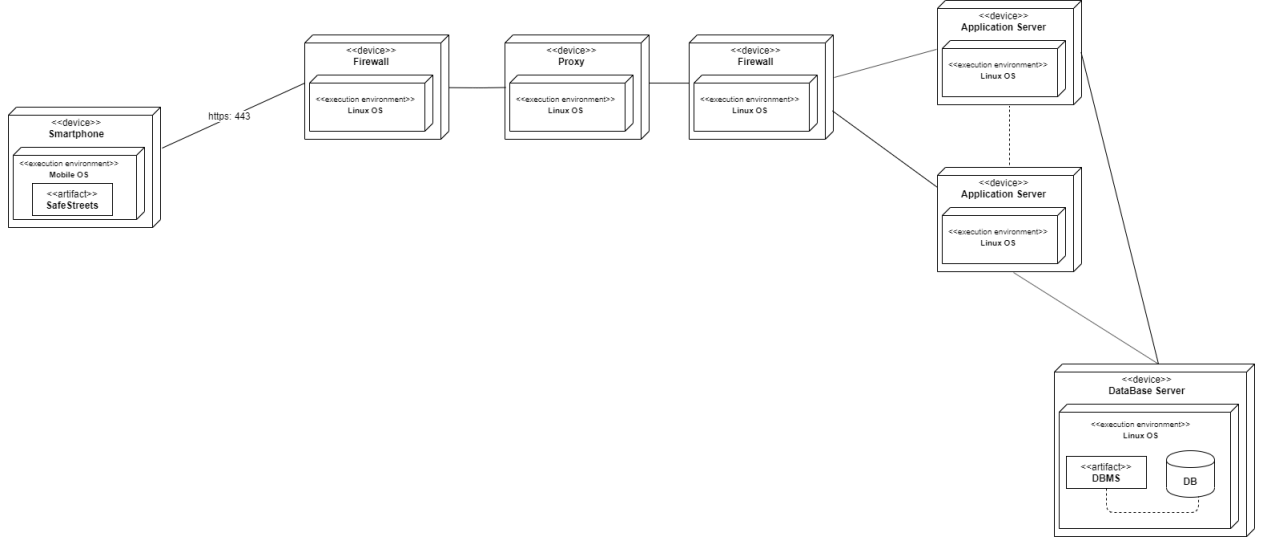 <<device>>
Smartphone
<<execution environment>>
Mobile OS
<<artifact>>
SafeStreets
https: 443
<<device>>
Firewall
<<execution environment>>
Linux OS
<<device>>
Proxy
<<execution environment>>
Linux OS
<<device>>
Firewall
<<execution environment>>
Linux OS
<<device>>
Application Server
<<execution environment>>
Linux OS
<<device>>
Application Server
<<execution environment>>
Linux OS
<<device>>
DataBase Server
<<execution environment>>
Linux OS
<<artifact>>
DBMS
DB